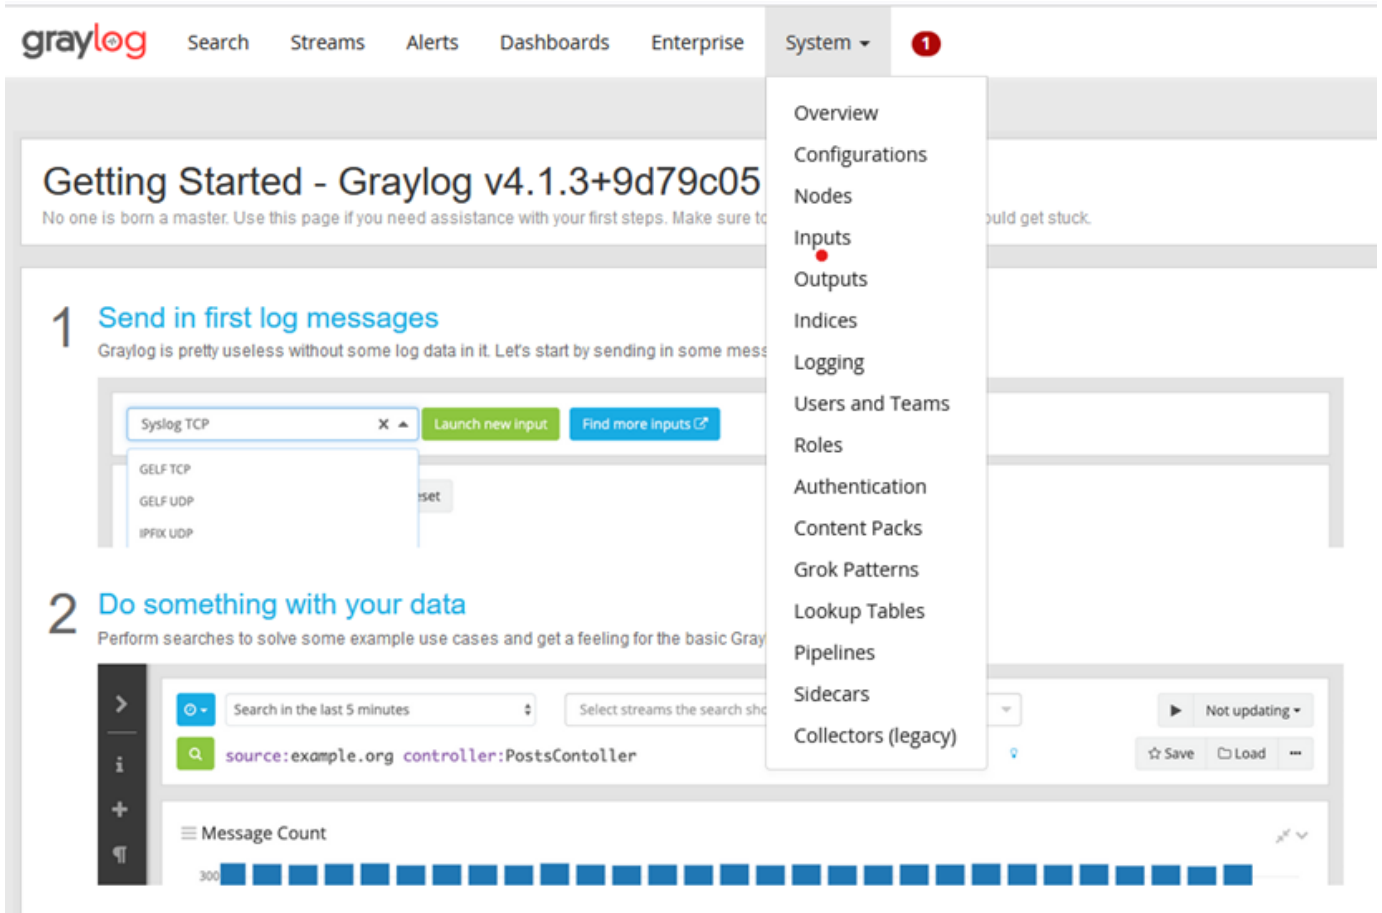 graylog Search Streams Alerts Dashboards Enterprise System 1
Overview
Configurations
Nodes
Inputs
Outputs
Indices
Logging
Users and Teams
Roles
Authentication
Content Packs
Grok Patterns
Lookup Tables
Pipelines
Sidecars
Collectors (legacy)
Getting Started - Graylog v4.1.3+9d79c05
No one is born a master. Use this page if you need assistance with your first steps. Make sure to ould get stuck.
1 Send in first log messages
Graylog is pretty useless without some log data in it. Let's start by sending in some mess
Syslog TCP X Launch new input Find more inputs
GELF TCP
GELF UDP eset
IPFIX UDP
2 Do something with your data
Perform searches to solve some example use cases and get a feeling for the basic Gray
Search in the last 5 minutes Select streams the search sho Not updating
source:example.org controller:PostsContoller Save Load ...
Message Count
300